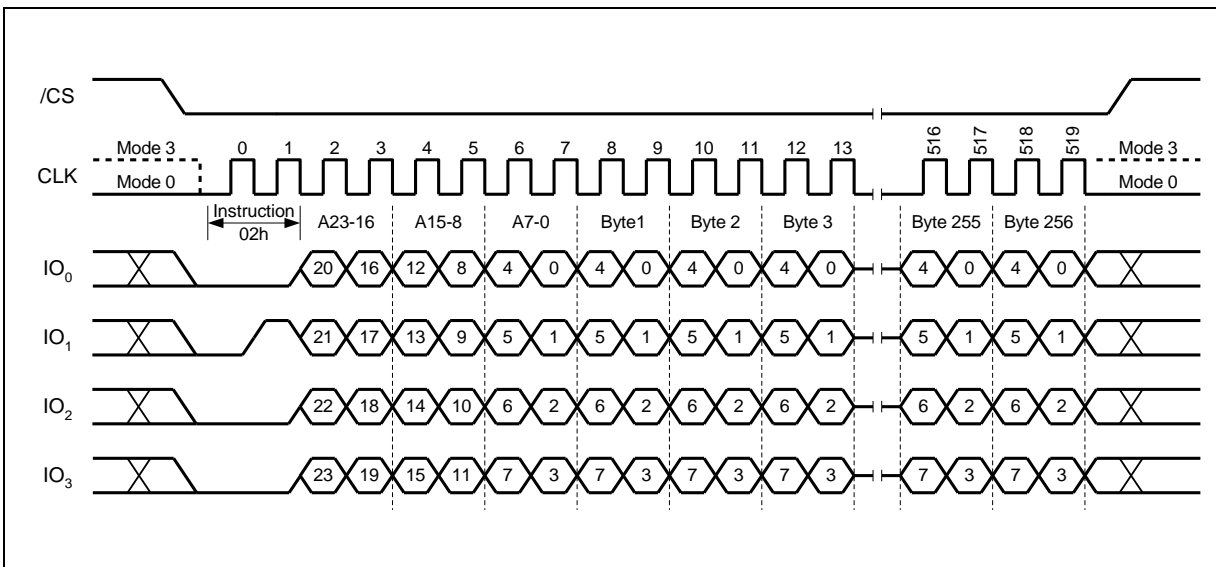 /CS
Mode 3 0 1 2 3 4 5 6 7 8 9 10 11 12 13 516 517 518 519 Mode 3
CLK
Mode 0 Mode 0
Instruction
02h
A23-16 A15-8 A7-0 Byte1 Byte 2 Byte 3 Byte 255 Byte 256
IO0 20 16 12 8 4 0 4 0 4 0 4 0 4 0 4 0
IO1 21 17 13 9 5 1 5 1 5 1 5 1 5 1 5 1
IO2 22 18 14 10 6 2 6 2 6 2 6 2 6 2 6 2
IO3 23 19 15 11 7 3 7 3 7 3 7 3 7 3 7 3